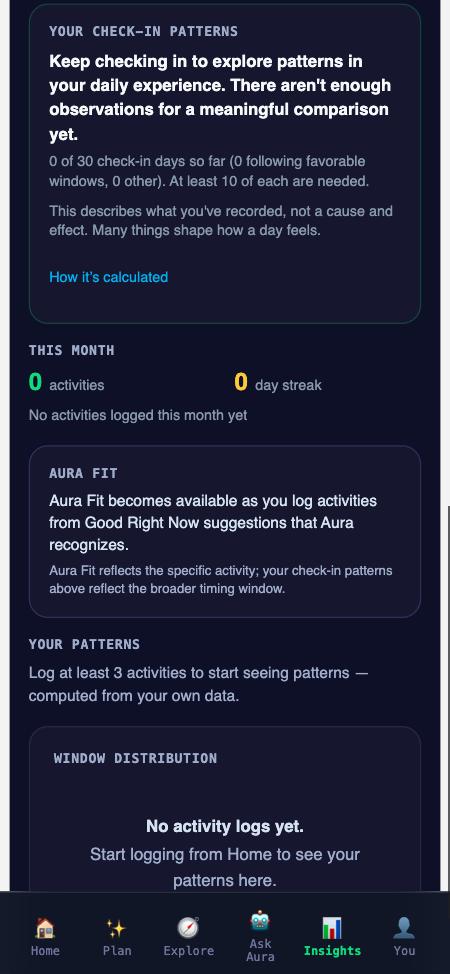 YOUR CHECK-IN PATTERNS
Keep checking in to explore patterns in
your daily experience. There aren't enough
observations for a meaningful comparison
yet.
0 of 30 check-in days so far (0 following favorable
windows, 0 other). At least 10 of each are needed.
This describes what you've recorded, not a cause and
effect. Many things shape how a day feels.
How it's calculated
THIS MONTH
0 activities
0 day streak
No activities logged this month yet
AURA FIT
Aura Fit becomes available as you log activities
from Good Right Now suggestions that Aura
recognizes.
Aura Fit reflects the specific activity; your check-in patterns
above reflect the broader timing window.
YOUR PATTERNS
Log at least 3 activities to start seeing patterns —
computed from your own data.
WINDOW DISTRIBUTION
No activity logs yet.
Start logging from Home to see your
patterns here.
Home
Plan
Explore
Ask
Aura
Insights
You